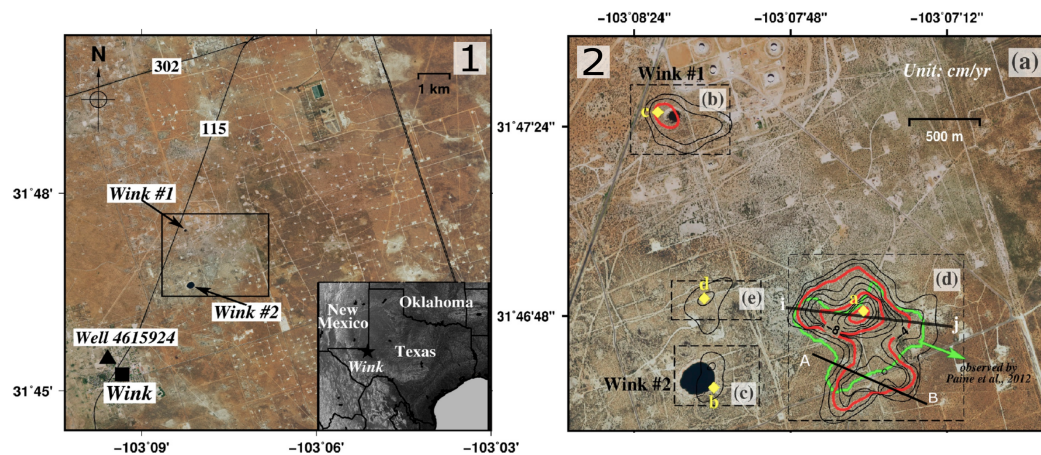 1
N
302
1 km
115
Wink #1
Wink #2
Well 4615924
Wink
New
Mexico
Oklahoma
Texas
Wink
31˚48'
31˚45'
−103˚09'
−103˚06'
−103˚03'
−103˚08'24''
−103˚07'48''
−103˚07'12''
2
Wink #1
Unit: cm/yr
(a)
(b)
c
500 m
31˚47'24''
31˚46'48''
(d)
d
(e)
a
i
j
−8
A
B
observed by
Paine et al., 2012
Wink #2
b
(c)